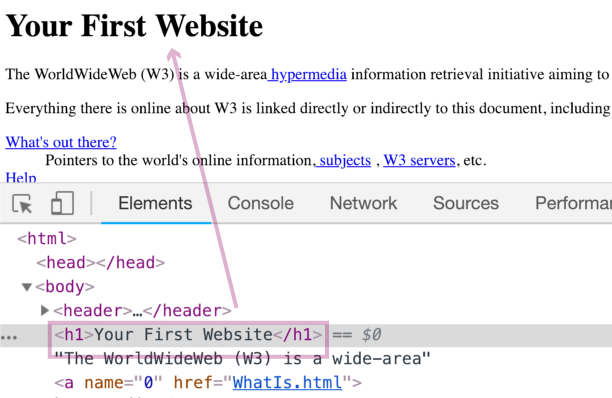 Your First Website
The WorldWideWeb (W3) is a wide-area hypermedia information retrieval initiative aiming to
Everything there is online about W3 is linked directly or indirectly to this document, including
What's out there?
Pointers to the world's online information, subjects , W3 servers, etc.
Help
Elements Console Network Sources Performa
<html>
<head></head>
▼<body>
▶<header>…</header>
... <h1>Your First Website</h1> == $0
"The WorldWideWeb (W3) is a wide-area"
<a name="0" href="WhatIs.html">